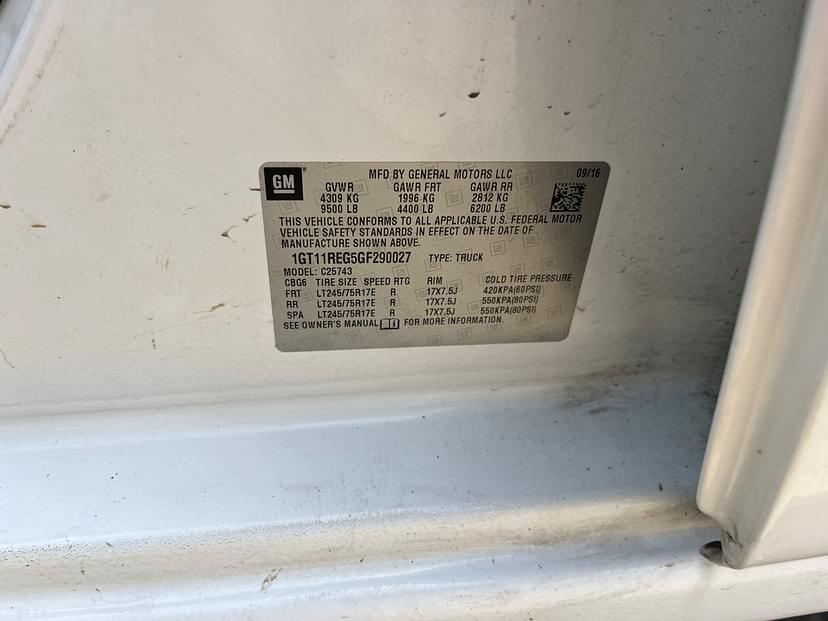 GM
MFD BY GENERAL MOTORS LLC 09/16
GVWR GAWR FRT GAWR RR
4309 KG 1996 KG 2812 KG
9500 LB 4400 LB 6200 LB
THIS VEHICLE CONFORMS TO ALL APPLICABLE U.S. FEDERAL MOTOR
VEHICLE SAFETY STANDARDS IN EFFECT ON THE DATE OF
MANUFACTURE SHOWN ABOVE.
1GT11REG5GF290027 TYPE: TRUCK
MODEL: C25743
CBG6 TIRE SIZE SPEED RTG RIM COLD TIRE PRESSURE
FRT LT245/75R17E R 17X7.5J 420KPA(60PSI)
RR LT245/75R17E R 17X7.5J 550KPA(80PSI)
SPA LT245/75R17E R 17X7.5J 550KPA(80PSI)
SEE OWNER'S MANUAL FOR MORE INFORMATION.